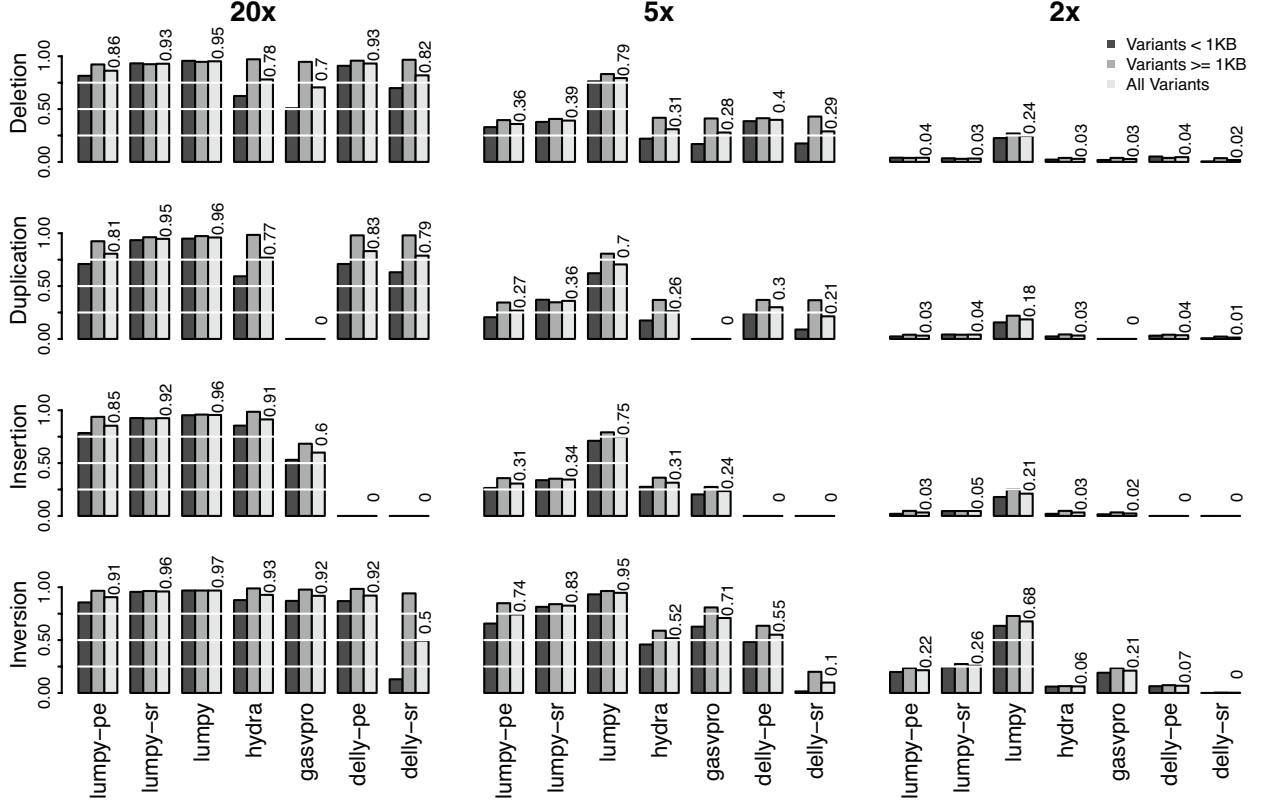 20x 5x 2x
Variants < 1KB
Variants >= 1KB
All Variants
Deletion
0.00 0.50 1.00
0.86 0.93 0.95 0.78 0.7 0.93 0.82
0.36 0.39 0.79 0.31 0.28 0.4 0.29
0.04 0.03 0.24 0.03 0.03 0.04 0.02
Duplication
0.00 0.50 1.00
0.81 0.95 0.96 0.77 0 0.83 0.79
0.27 0.36 0.7 0.26 0 0.3 0.21
0.03 0.04 0.18 0.03 0 0.04 0.01
Insertion
0.00 0.50 1.00
0.85 0.92 0.96 0.91 0.6 0 0
0.31 0.34 0.75 0.31 0.24 0 0
0.03 0.05 0.21 0.03 0.02 0 0
Inversion
0.00 0.50 1.00
0.91 0.96 0.97 0.93 0.92 0.92 0.5
0.74 0.83 0.95 0.52 0.71 0.55 0.1
0.22 0.26 0.68 0.06 0.21 0.07 0
lumpy−pe lumpy−sr lumpy hydra gasvpro delly−pe delly−sr
lumpy−pe lumpy−sr lumpy hydra gasvpro delly−pe delly−sr
lumpy−pe lumpy−sr lumpy hydra gasvpro delly−pe delly−sr